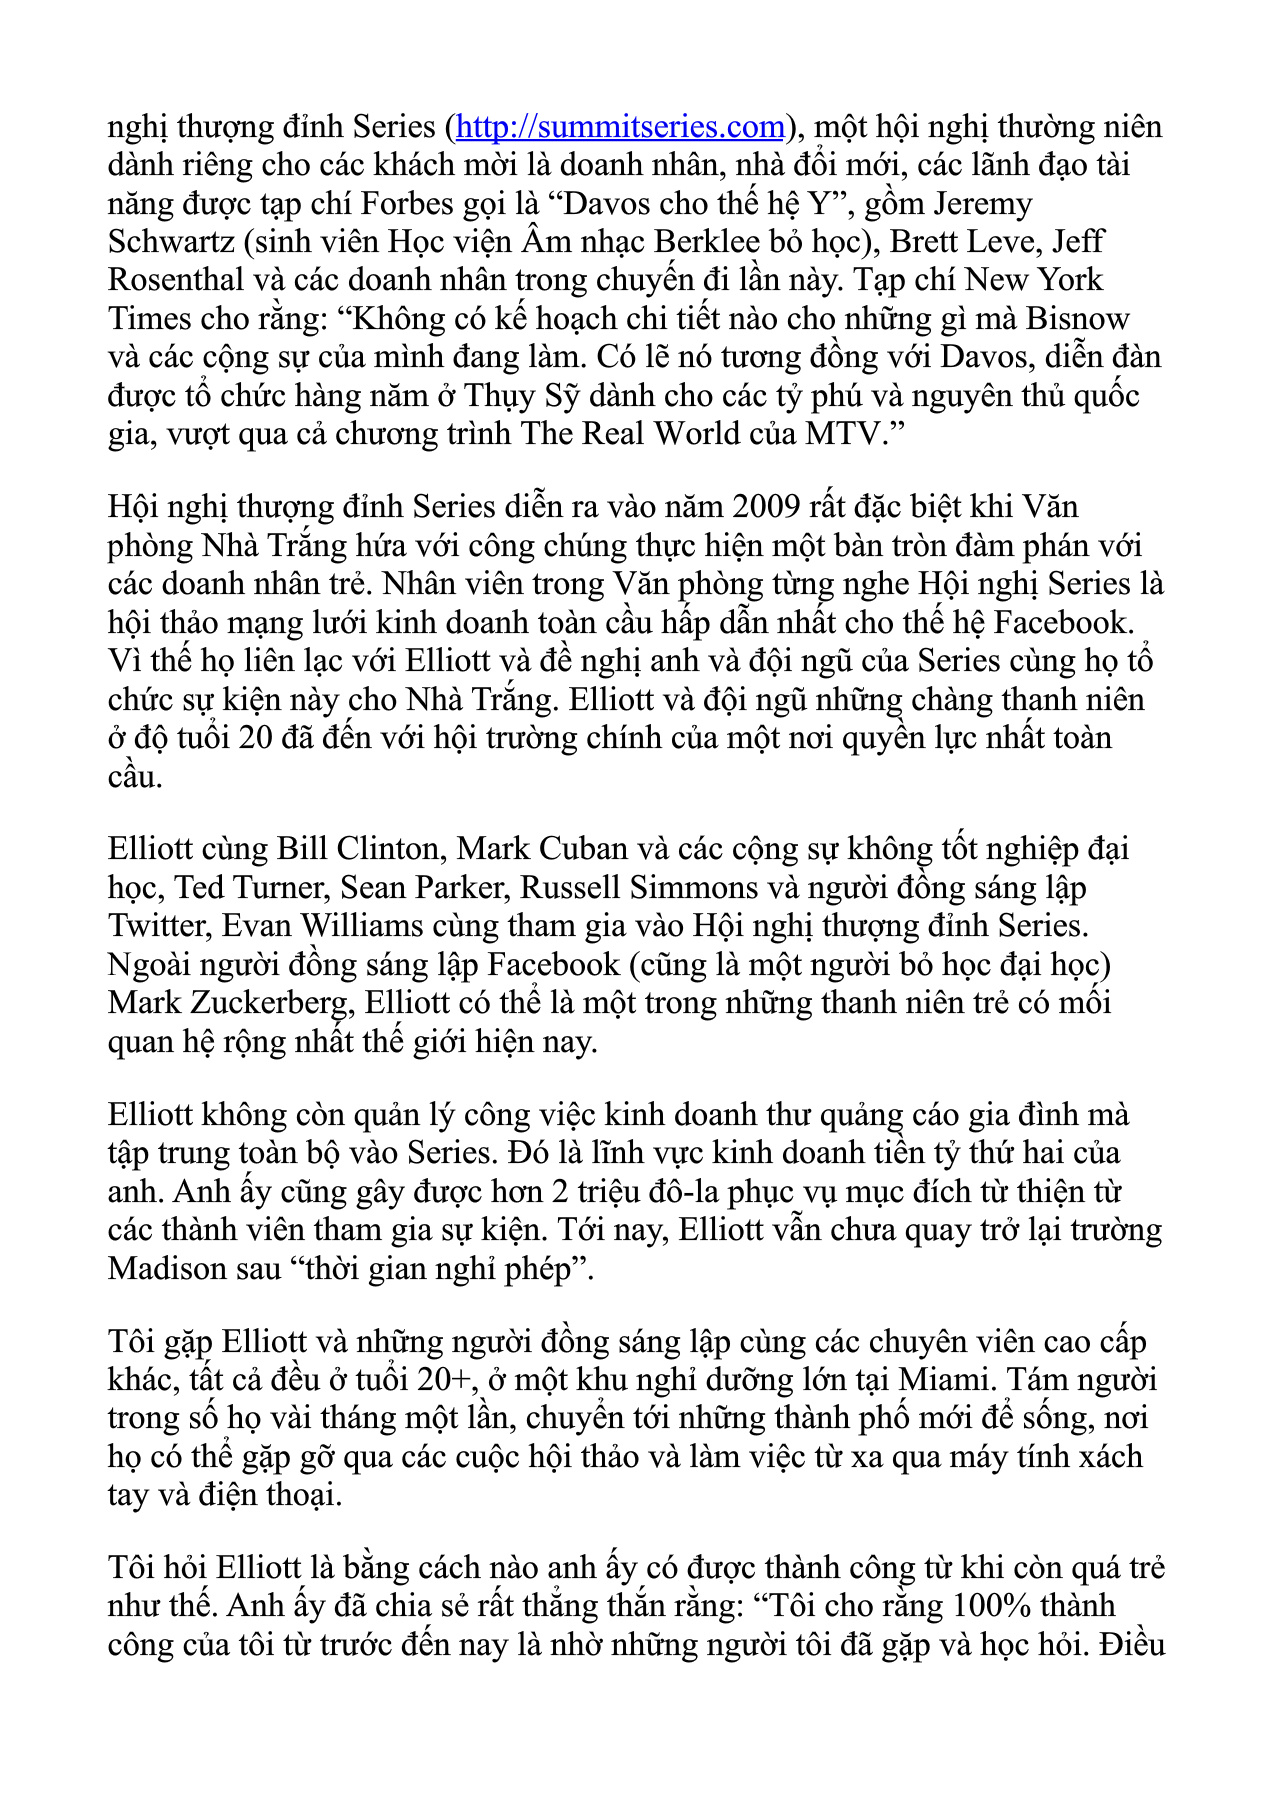 nghị thượng đỉnh Series (http://summitseries.com), một hội nghị thường niên
dành riêng cho các khách mời là doanh nhân, nhà đổi mới, các lãnh đạo tài
năng được tạp chí Forbes gọi là “Davos cho thế hệ Y”, gồm Jeremy
Schwartz (sinh viên Học viện Âm nhạc Berklee bỏ học), Brett Leve, Jeff
Rosenthal và các doanh nhân trong chuyến đi lần này. Tạp chí New York
Times cho rằng: “Không có kế hoạch chi tiết nào cho những gì mà Bisnow
và các cộng sự của mình đang làm. Có lẽ nó tương đồng với Davos, diễn đàn
được tổ chức hàng năm ở Thụy Sỹ dành cho các tỷ phú và nguyên thủ quốc
gia, vượt qua cả chương trình The Real World của MTV.”
Hội nghị thượng đỉnh Series diễn ra vào năm 2009 rất đặc biệt khi Văn
phòng Nhà Trắng hứa với công chúng thực hiện một bàn tròn đàm phán với
các doanh nhân trẻ. Nhân viên trong Văn phòng từng nghe Hội nghị Series là
hội thảo mạng lưới kinh doanh toàn cầu hấp dẫn nhất cho thế hệ Facebook.
Vì thế họ liên lạc với Elliott và đề nghị anh và đội ngũ của Series cùng họ tổ
chức sự kiện này cho Nhà Trắng. Elliott và đội ngũ những chàng thanh niên
ở độ tuổi 20 đã đến với hội trường chính của một nơi quyền lực nhất toàn
cầu.
Elliott cùng Bill Clinton, Mark Cuban và các cộng sự không tốt nghiệp đại
học, Ted Turner, Sean Parker, Russell Simmons và người đồng sáng lập
Twitter, Evan Williams cùng tham gia vào Hội nghị thượng đỉnh Series.
Ngoài người đồng sáng lập Facebook (cũng là một người bỏ học đại học)
Mark Zuckerberg, Elliott có thể là một trong những thanh niên trẻ có mối
quan hệ rộng nhất thế giới hiện nay.
Elliott không còn quản lý công việc kinh doanh thư quảng cáo gia đình mà
tập trung toàn bộ vào Series. Đó là lĩnh vực kinh doanh tiền tỷ thứ hai của
anh. Anh ấy cũng gây được hơn 2 triệu đô-la phục vụ mục đích từ thiện từ
các thành viên tham gia sự kiện. Tới nay, Elliott vẫn chưa quay trở lại trường
Madison sau “thời gian nghỉ phép”.
Tôi gặp Elliott và những người đồng sáng lập cùng các chuyên viên cao cấp
khác, tất cả đều ở tuổi 20+, ở một khu nghỉ dưỡng lớn tại Miami. Tám người
trong số họ vài tháng một lần, chuyển tới những thành phố mới để sống, nơi
họ có thể gặp gỡ qua các cuộc hội thảo và làm việc từ xa qua máy tính xách
tay và điện thoại.
Tôi hỏi Elliott là bằng cách nào anh ấy có được thành công từ khi còn quá trẻ
như thế. Anh ấy đã chia sẻ rất thẳng thắn rằng: “Tôi cho rằng 100% thành
công của tôi từ trước đến nay là nhờ những người tôi đã gặp và học hỏi. Điều